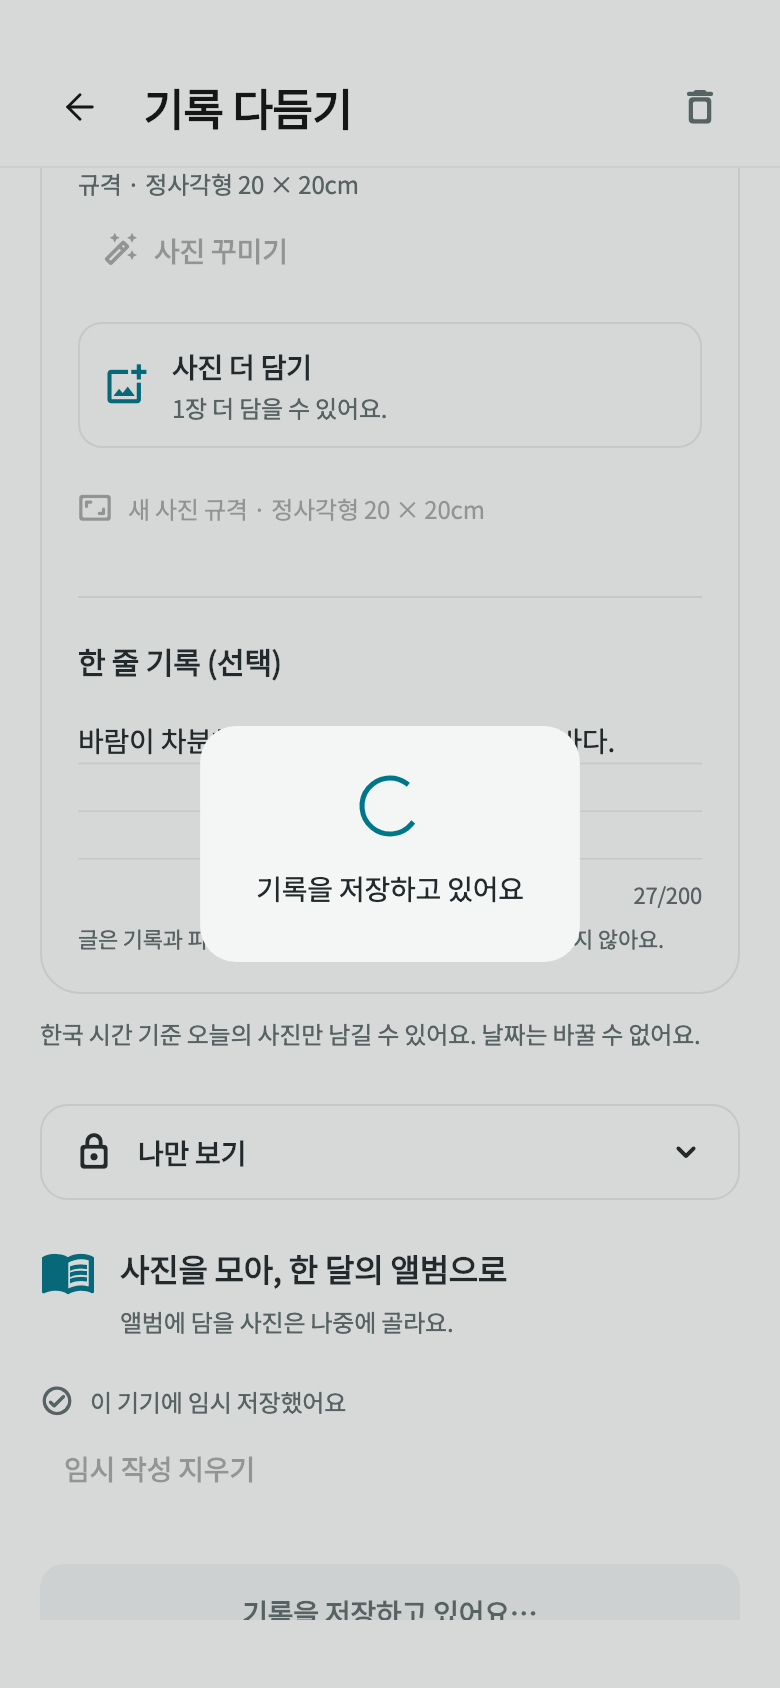 기록 다듬기
규격 · 정사각형 20 × 20cm
사진 꾸미기
사진 더 담기
1장 더 담을 수 있어요.
새 사진 규격 · 정사각형 20 × 20cm
한 줄 기록 (선택)
바람이
기록을 저장하고 있어요
27/200
글은 기록과 않아요.
한국 시간 기준 오늘의 사진만 남길 수 있어요. 날짜는 바꿀 수 없어요.
나만 보기
사진을 모아, 한 달의 앨범으로
앨범에 담을 사진은 나중에 골라요.
이 기기에 임시 저장했어요
임시 작성 지우기
기록을 저장하고 있어요…